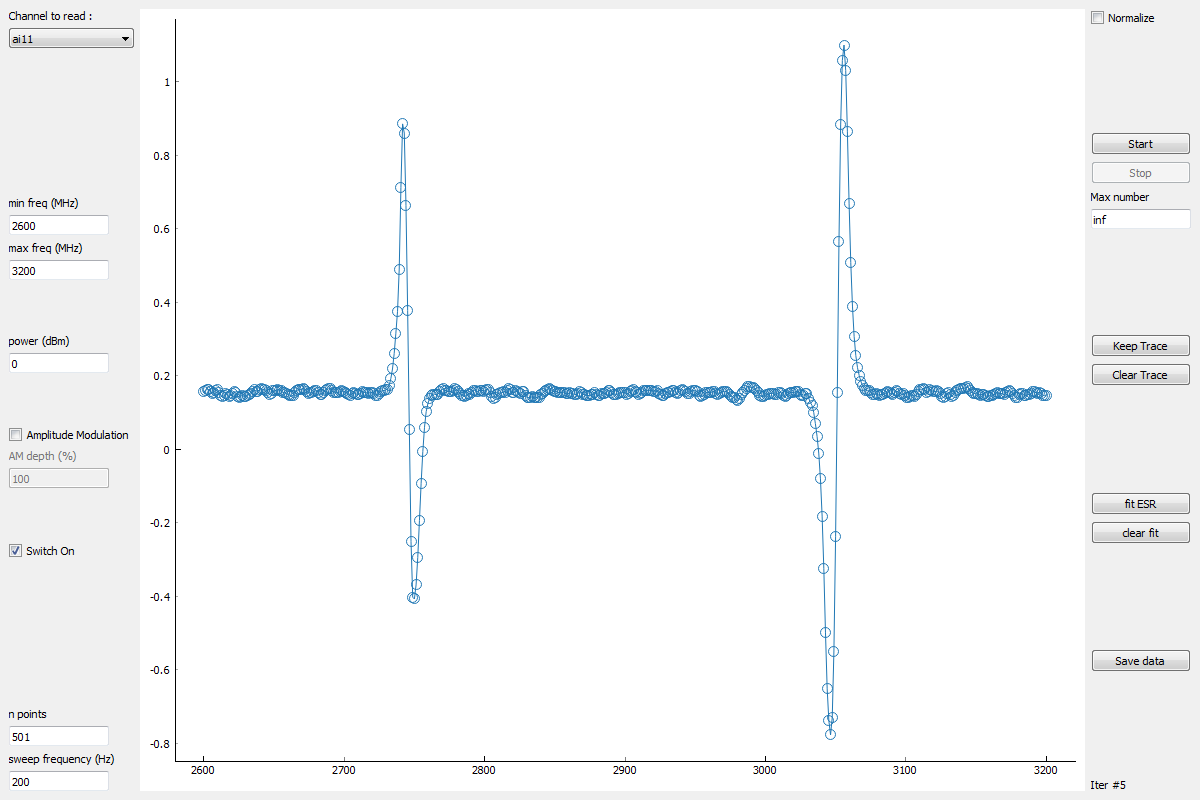 Channel to read :
ai11
min freq (MHz)
2600
max freq (MHz)
3200
power (dBm)
0
Amplitude Modulation
AM depth (%)
100
Switch On
n points
501
sweep frequency (Hz)
200
1
0.8
0.6
0.4
0.2
0
-0.2
-0.4
-0.6
-0.8
2600 2700 2800 2900 3000 3100 3200
Normalize
Start
Stop
Max number
inf
Keep Trace
Clear Trace
fit ESR
clear fit
Save data
Iter #5